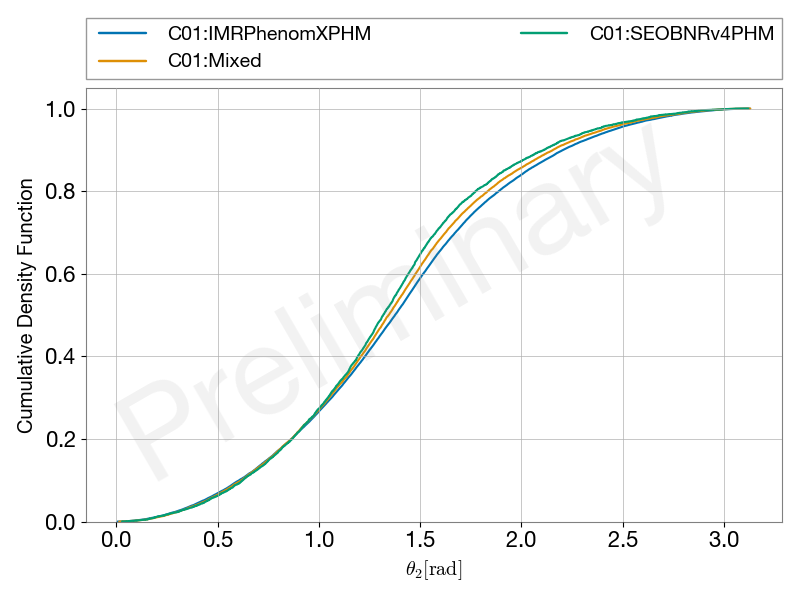 C01:IMRPhenomXPHM
C01:Mixed
C01:SEOBNRv4PHM
1.0
0.8
0.6
0.4
0.2
0.0
Cumulative Density Function
Preliminary
0.0 0.5 1.0 1.5 2.0 2.5 3.0
θ₂[rad]